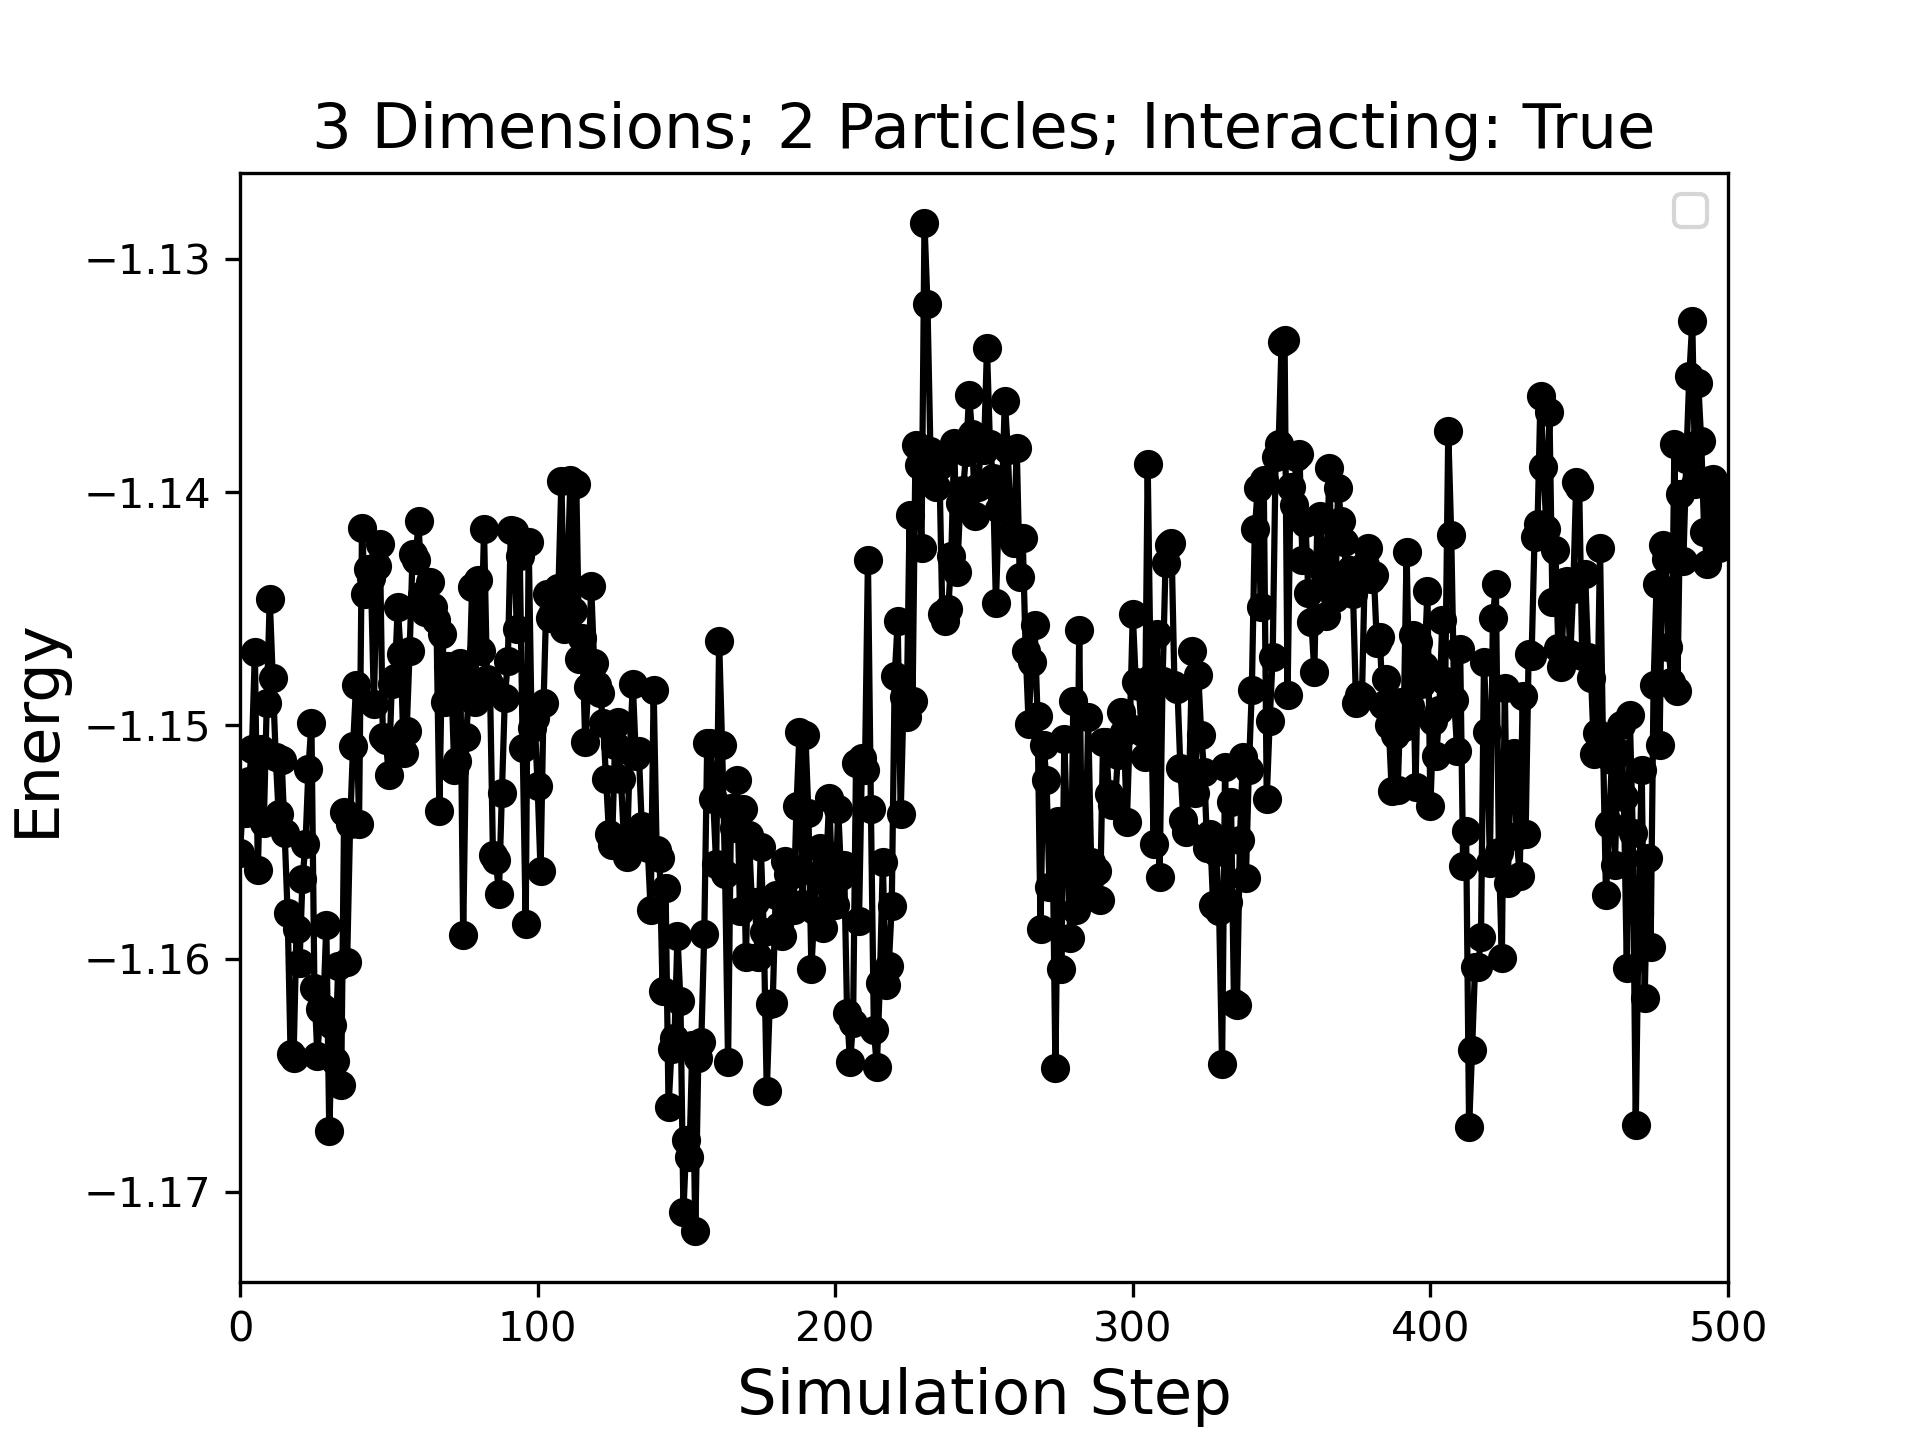 3 Dimensions; 2 Particles; Interacting: True
−1.13
−1.14
−1.15
−1.16
−1.17
Energy
0 100 200 300 400 500
Simulation Step